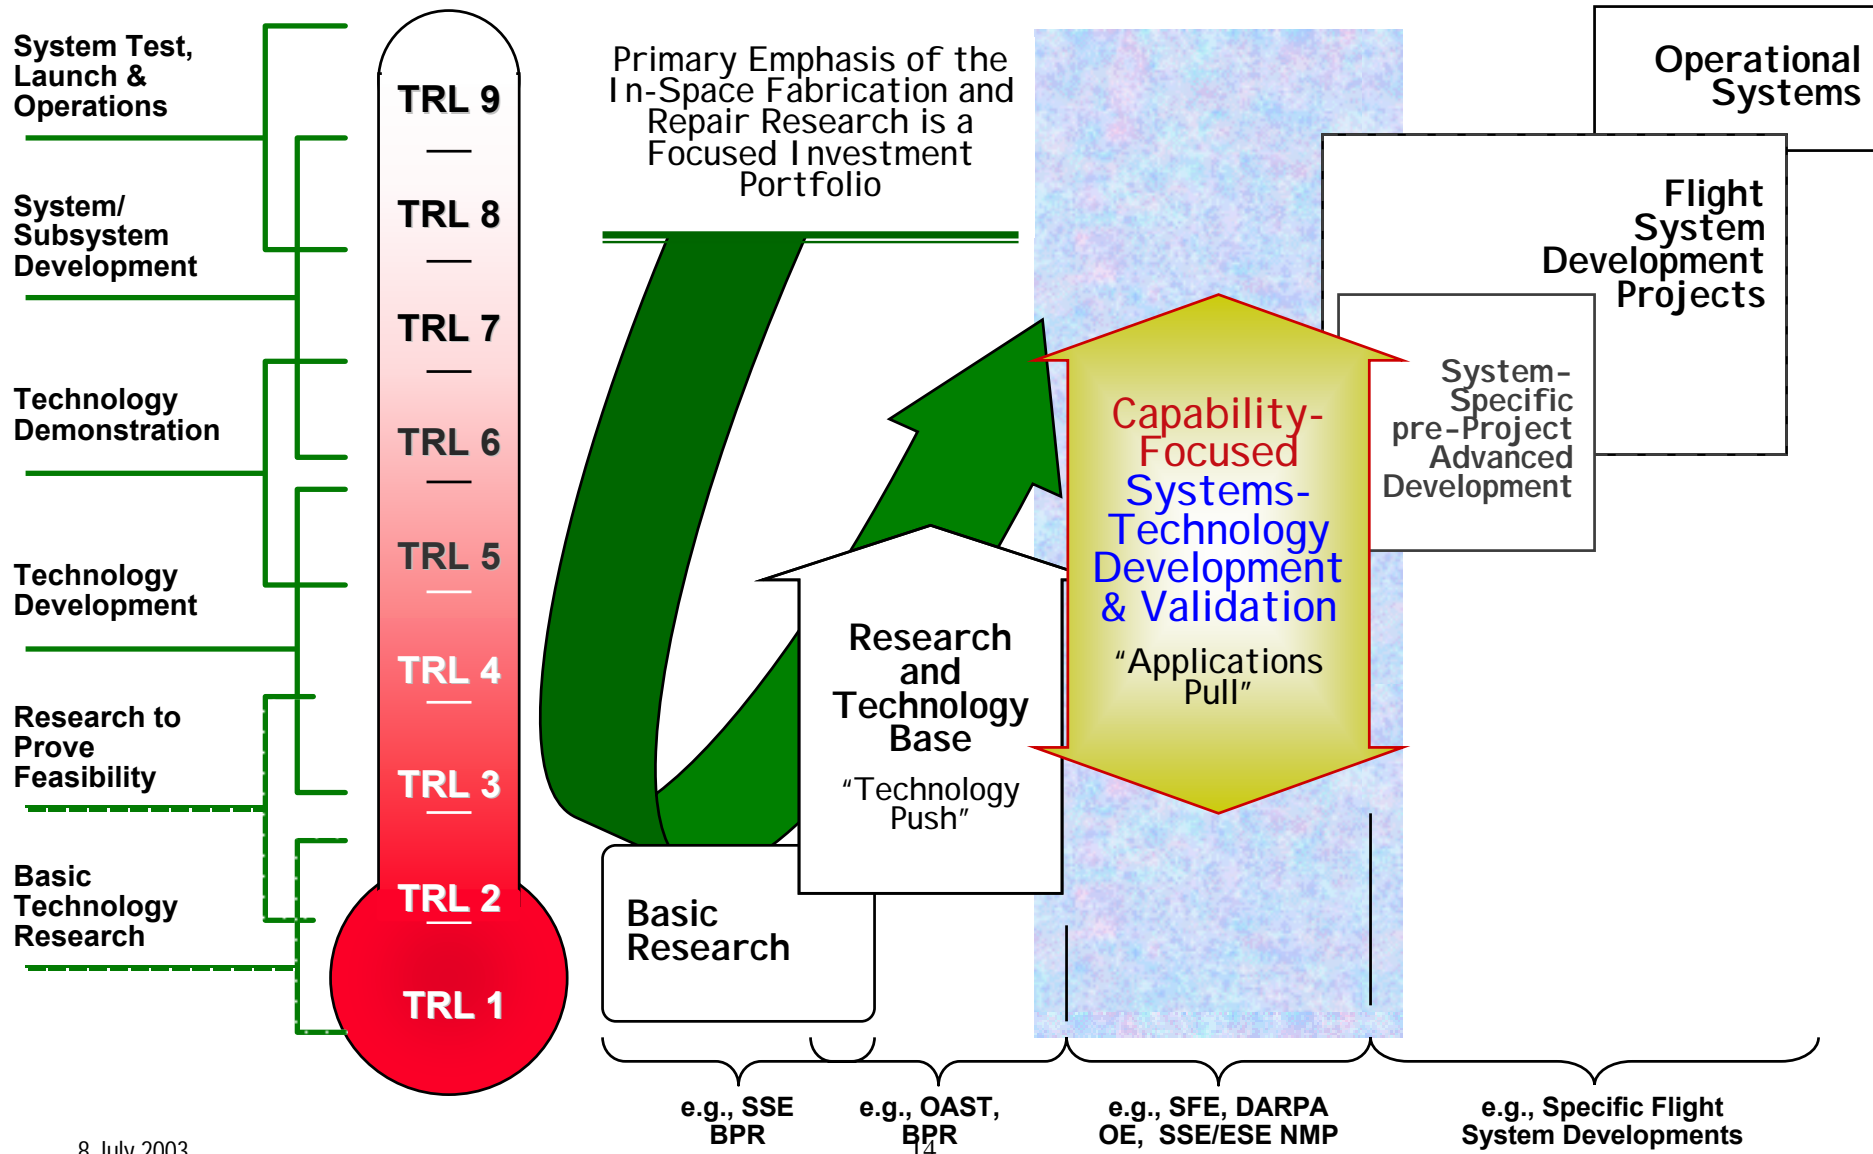 System Test,
Launch &
Operations
System/
Subsystem
Development
Technology
Demonstration
Technology
Development
Research to
Prove
Feasibility
Basic
Technology
Research
TRL 9
TRL 8
TRL 7
TRL 6
TRL 5
TRL 4
TRL 3
TRL 2
TRL 1
Primary Emphasis of the
In-Space Fabrication and
Repair Research is a
Focused Investment
Portfolio
Basic
Research
Research
and
Technology
Base
"Technology
Push"
Capability-
Focused
Systems-
Technology
Development
& Validation
"Applications
Pull"
System-
Specific
pre-Project
Advanced
Development
Flight
System
Development
Projects
Operational
Systems
e.g., SSE
BPR
e.g., OAST,
BPR
e.g., SFE, DARPA
OE, SSE/ESE NMP
e.g., Specific Flight
System Developments
8 July 2003
14